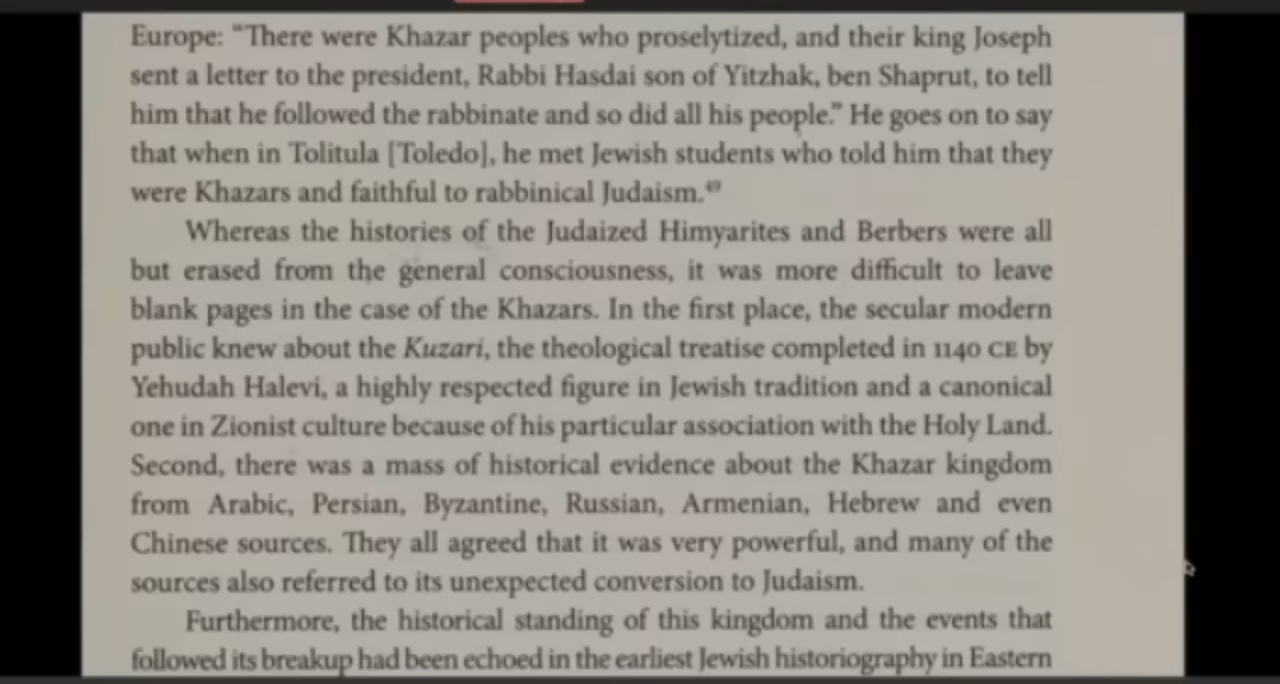 Europe: “There were Khazar peoples who proselytized, and their king Joseph
sent a letter to the president, Rabbi Hasdai son of Yitzhak, ben Shaprut, to tell
him that he followed the rabbinate and so did all his people.” He goes on to say
that when in Tolitula [Toledo], he met Jewish students who told him that they
were Khazars and faithful to rabbinical Judaism.⁴⁹
Whereas the histories of the Judaized Himyarites and Berbers were all
but erased from the general consciousness, it was more difficult to leave
blank pages in the case of the Khazars. In the first place, the secular modern
public knew about the Kuzari, the theological treatise completed in 1140 CE by
Yehudah Halevi, a highly respected figure in Jewish tradition and a canonical
one in Zionist culture because of his particular association with the Holy Land.
Second, there was a mass of historical evidence about the Khazar kingdom
from Arabic, Persian, Byzantine, Russian, Armenian, Hebrew and even
Chinese sources. They all agreed that it was very powerful, and many of the
sources also referred to its unexpected conversion to Judaism.
Furthermore, the historical standing of this kingdom and the events that
followed its breakup had been echoed in the earliest Jewish historiography in Eastern